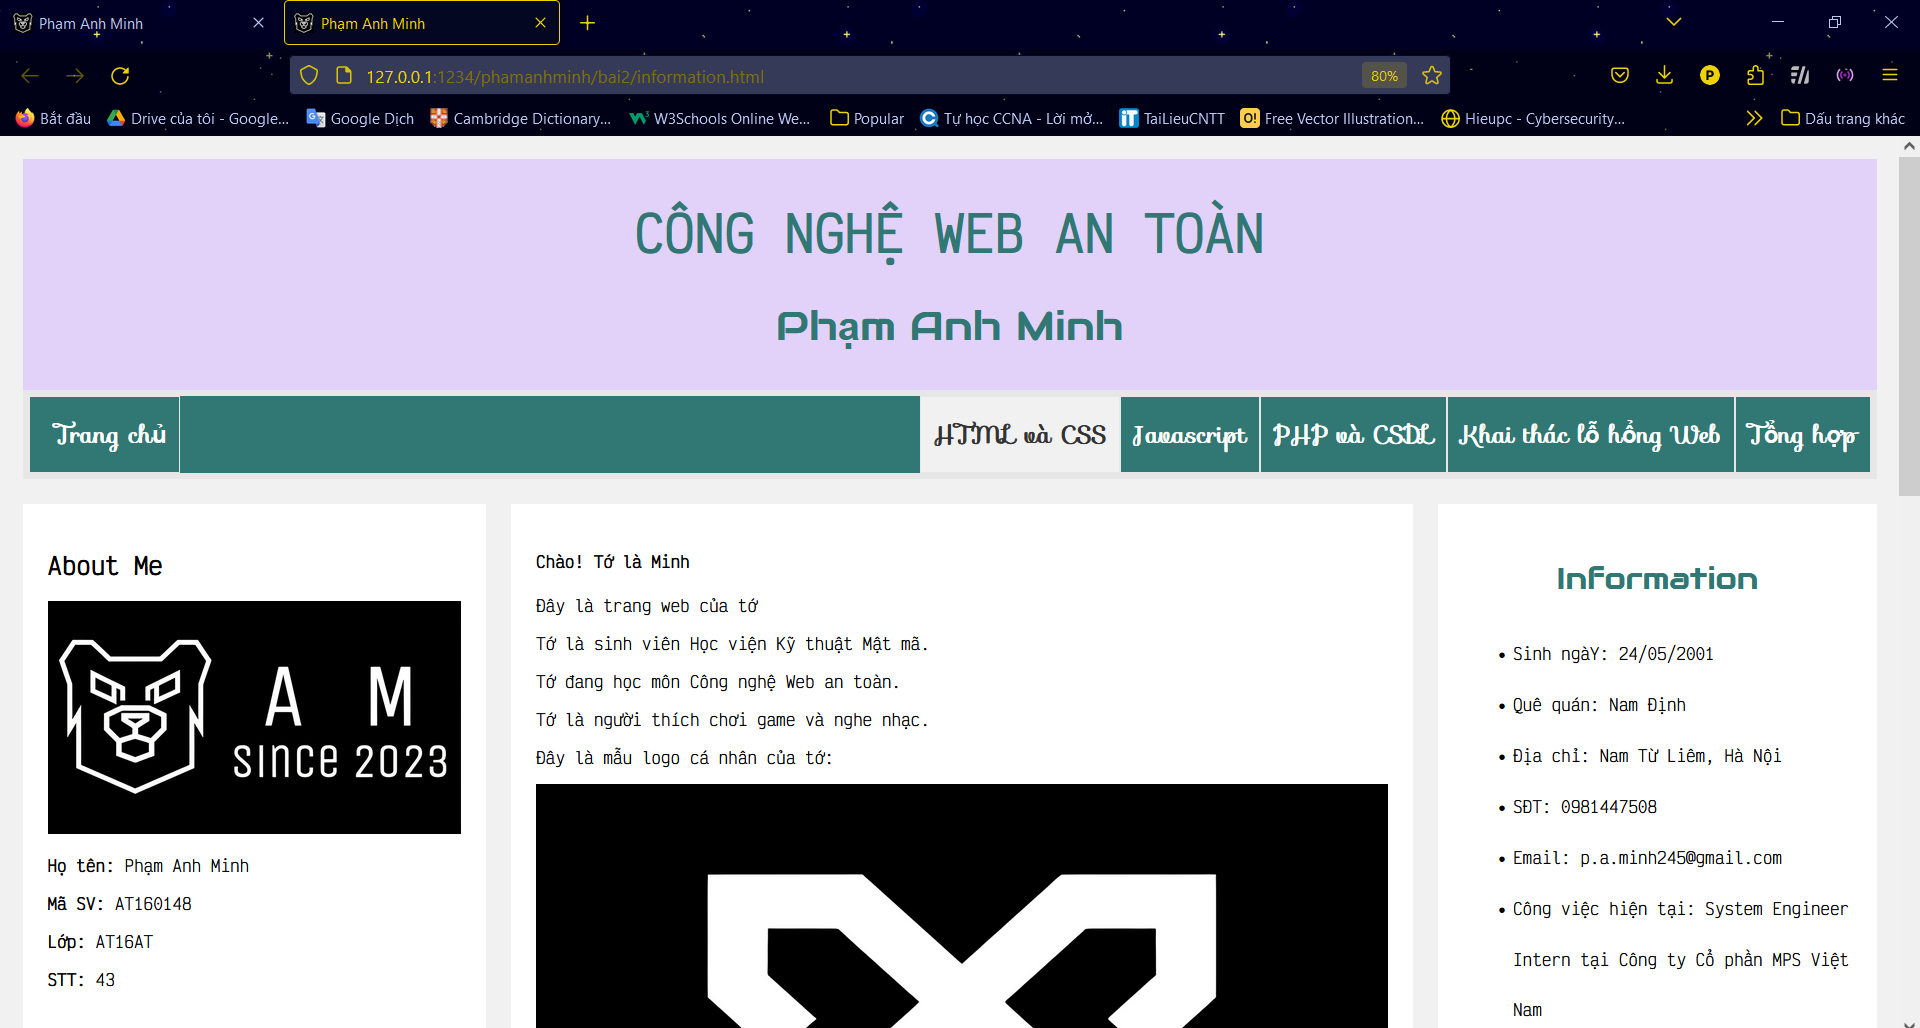 Phạm Anh Minh
Phạm Anh Minh
127.0.0.1:1234/phamanhminh/bai2/information.html
80%
P
Bắt đầu
Drive của tôi - Google...
Google Dịch
Cambridge Dictionary...
W3Schools Online We...
Popular
Tự học CCNA - Lời mở...
TaiLieuCNTT
Free Vector Illustration...
Hieupc - Cybersecurity...
Dấu trang khác
CÔNG NGHỆ WEB AN TOÀN
Phạm Anh Minh
Trang chủ
HTML và CSS
Javascript
PHP và CSDL
Khai thác lỗ hổng Web
Tổng hợp
About Me
A M
since 2023
Họ tên: Phạm Anh Minh
Mã SV: AT160148
Lớp: AT16AT
STT: 43
Chào! Tớ là Minh
Đây là trang web của tớ
Tớ là sinh viên Học viện Kỹ thuật Mật mã.
Tớ đang học môn Công nghệ Web an toàn.
Tớ là người thích chơi game và nghe nhạc.
Đây là mẫu logo cá nhân của tớ:
Information
• Sinh ngàY: 24/05/2001
• Quê quán: Nam Định
• Địa chỉ: Nam Từ Liêm, Hà Nội
• SĐT: 0981447508
• Email: p.a.minh245@gmail.com
• Công việc hiện tại: System Engineer
Intern tại Công ty Cổ phần MPS Việt
Nam